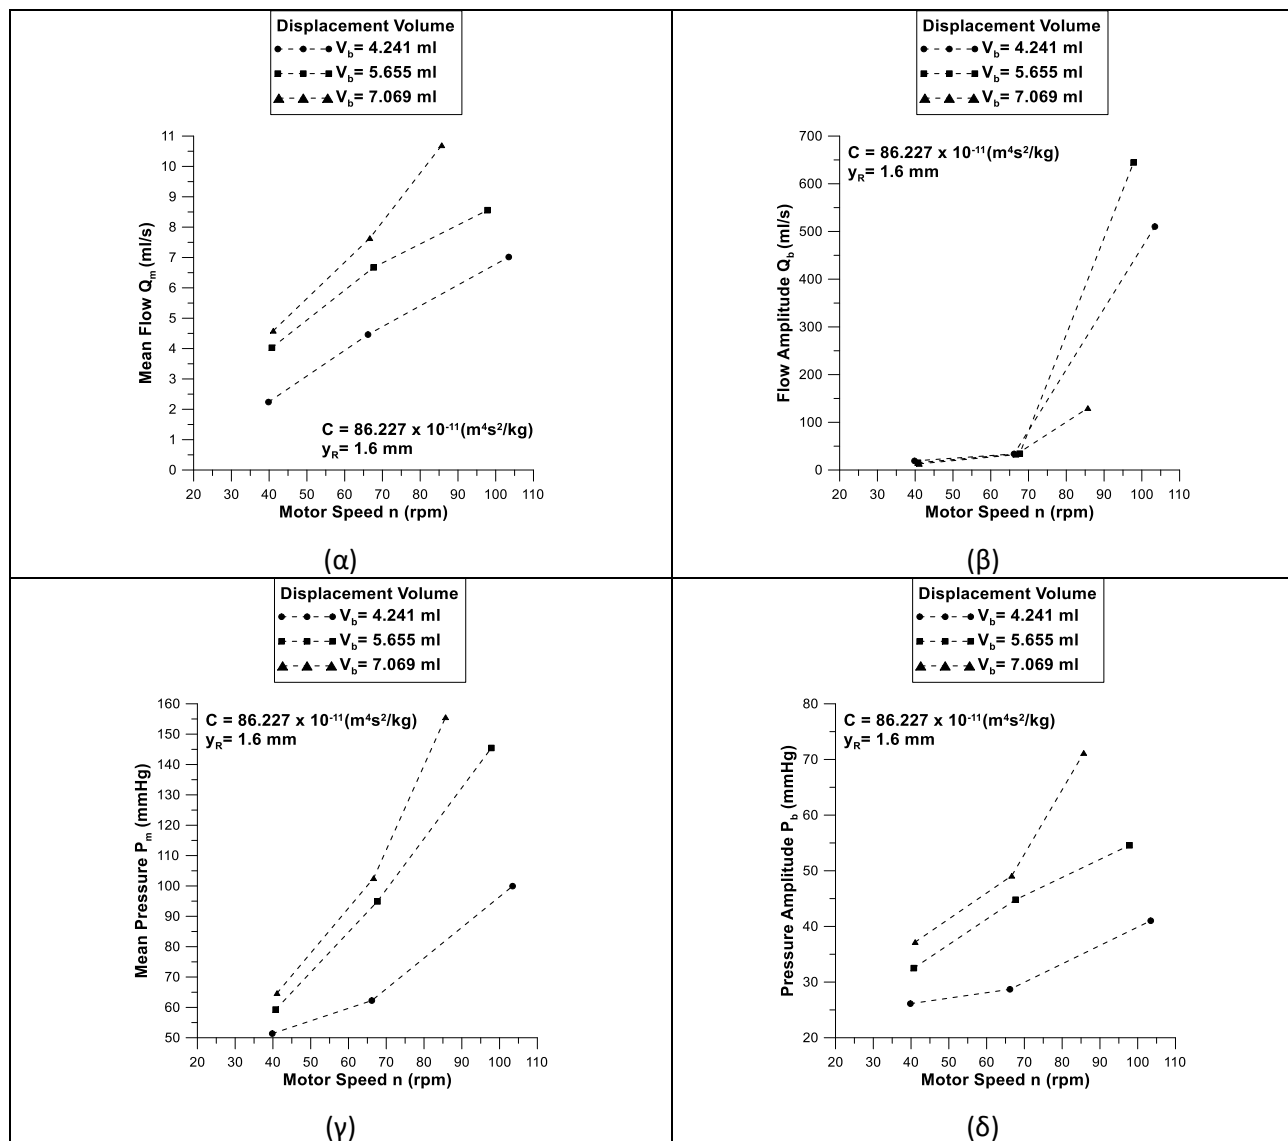 Displacement Volume
V_b= 4.241 ml
V_b= 5.655 ml
V_b= 7.069 ml
11
10
9
8
7
6
5
4
3
2
1
0
Mean Flow Q_m (ml/s)
C = 86.227 x 10⁻¹¹(m⁴s²/kg)
y_R= 1.6 mm
20 30 40 50 60 70 80 90 100 110
Motor Speed n (rpm)
(α)
Displacement Volume
V_b= 4.241 ml
V_b= 5.655 ml
V_b= 7.069 ml
700
600
500
400
300
200
100
0
Flow Amplitude Q_b (ml/s)
C = 86.227 x 10⁻¹¹(m⁴s²/kg)
y_R= 1.6 mm
20 30 40 50 60 70 80 90 100 110
Motor Speed n (rpm)
(β)
Displacement Volume
V_b= 4.241 ml
V_b= 5.655 ml
V_b= 7.069 ml
160
150
140
130
120
110
100
90
80
70
60
50
Mean Pressure P_m (mmHg)
C = 86.227 x 10⁻¹¹(m⁴s²/kg)
y_R= 1.6 mm
20 30 40 50 60 70 80 90 100 110
Motor Speed n (rpm)
(γ)
Displacement Volume
V_b= 4.241 ml
V_b= 5.655 ml
V_b= 7.069 ml
80
70
60
50
40
30
20
Pressure Amplitude P_b (mmHg)
C = 86.227 x 10⁻¹¹(m⁴s²/kg)
y_R= 1.6 mm
20 30 40 50 60 70 80 90 100 110
Motor Speed n (rpm)
(δ)